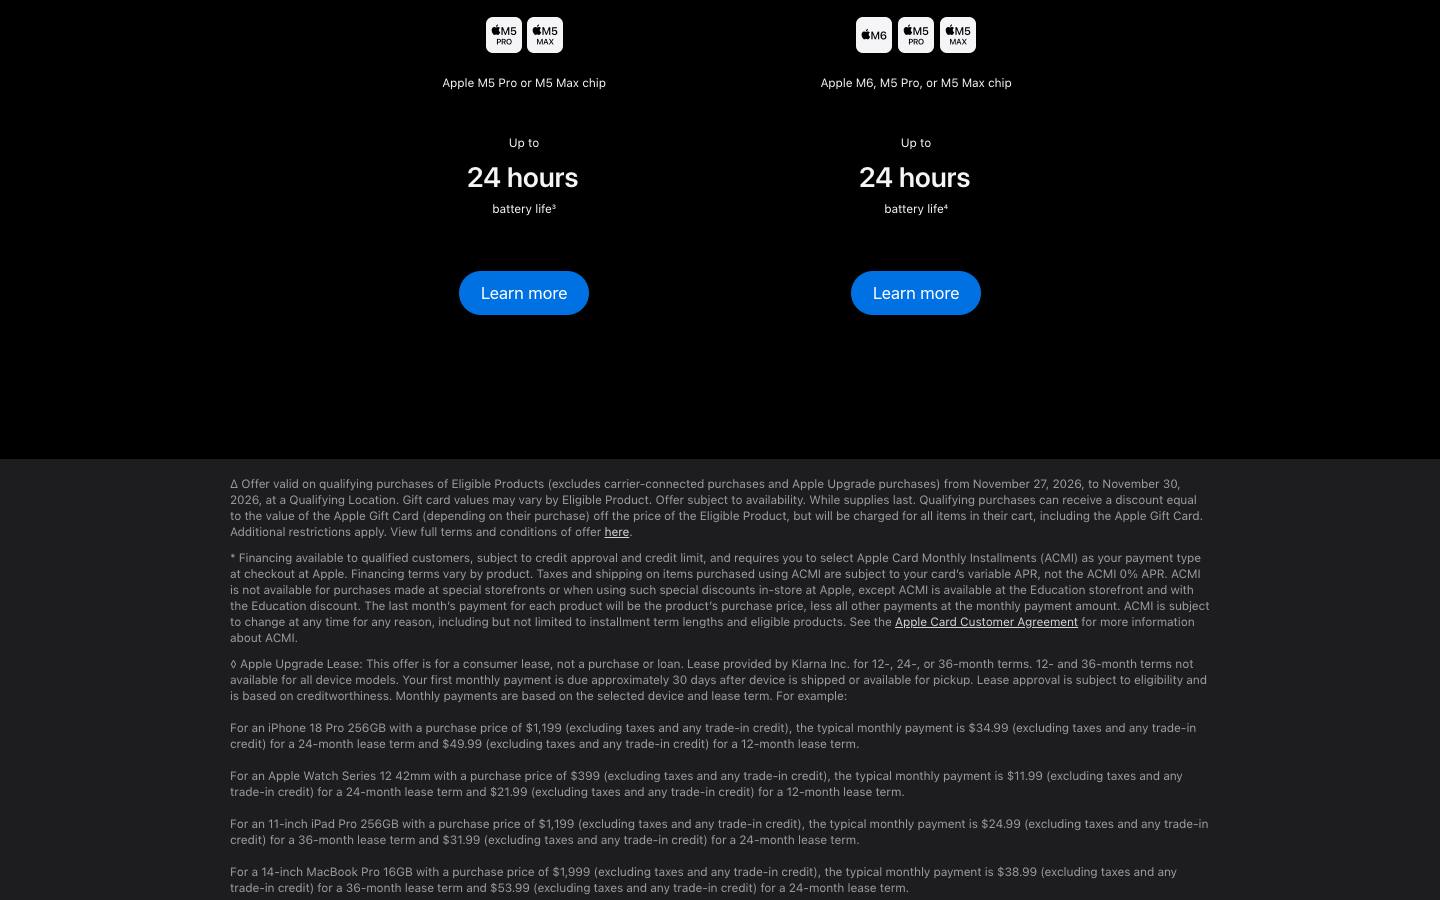 M5 PRO M5 MAX
M6 M5 PRO M5 MAX
Apple M5 Pro or M5 Max chip
Apple M6, M5 Pro, or M5 Max chip
Up to
Up to
24 hours
24 hours
battery life³
battery life⁴
Learn more
Learn more
Δ Offer valid on qualifying purchases of Eligible Products (excludes carrier-connected purchases and Apple Upgrade purchases) from November 27, 2026, to November 30,
2026, at a Qualifying Location. Gift card values may vary by Eligible Product. Offer subject to availability. While supplies last. Qualifying purchases can receive a discount equal
to the value of the Apple Gift Card (depending on their purchase) off the price of the Eligible Product, but will be charged for all items in their cart, including the Apple Gift Card.
Additional restrictions apply. View full terms and conditions of offer here.
* Financing available to qualified customers, subject to credit approval and credit limit, and requires you to select Apple Card Monthly Installments (ACMI) as your payment type
at checkout at Apple. Financing terms vary by product. Taxes and shipping on items purchased using ACMI are subject to your card's variable APR, not the ACMI 0% APR. ACMI
is not available for purchases made at special storefronts or when using such special discounts in-store at Apple, except ACMI is available at the Education storefront and with
the Education discount. The last month's payment for each product will be the product's purchase price, less all other payments at the monthly payment amount. ACMI is subject
to change at any time for any reason, including but not limited to installment term lengths and eligible products. See the Apple Card Customer Agreement for more information
about ACMI.
◊ Apple Upgrade Lease: This offer is for a consumer lease, not a purchase or loan. Lease provided by Klarna Inc. for 12-, 24-, or 36-month terms. 12- and 36-month terms not
available for all device models. Your first monthly payment is due approximately 30 days after device is shipped or available for pickup. Lease approval is subject to eligibility and
is based on creditworthiness. Monthly payments are based on the selected device and lease term. For example:
For an iPhone 18 Pro 256GB with a purchase price of $1,199 (excluding taxes and any trade-in credit), the typical monthly payment is $34.99 (excluding taxes and any trade-in
credit) for a 24-month lease term and $49.99 (excluding taxes and any trade-in credit) for a 12-month lease term.
For an Apple Watch Series 12 42mm with a purchase price of $399 (excluding taxes and any trade-in credit), the typical monthly payment is $11.99 (excluding taxes and any
trade-in credit) for a 24-month lease term and $21.99 (excluding taxes and any trade-in credit) for a 12-month lease term.
For an 11-inch iPad Pro 256GB with a purchase price of $1,199 (excluding taxes and any trade-in credit), the typical monthly payment is $24.99 (excluding taxes and any trade-in
credit) for a 36-month lease term and $31.99 (excluding taxes and any trade-in credit) for a 24-month lease term.
For a 14-inch MacBook Pro 16GB with a purchase price of $1,999 (excluding taxes and any trade-in credit), the typical monthly payment is $38.99 (excluding taxes and any
trade-in credit) for a 36-month lease term and $53.99 (excluding taxes and any trade-in credit) for a 24-month lease term.